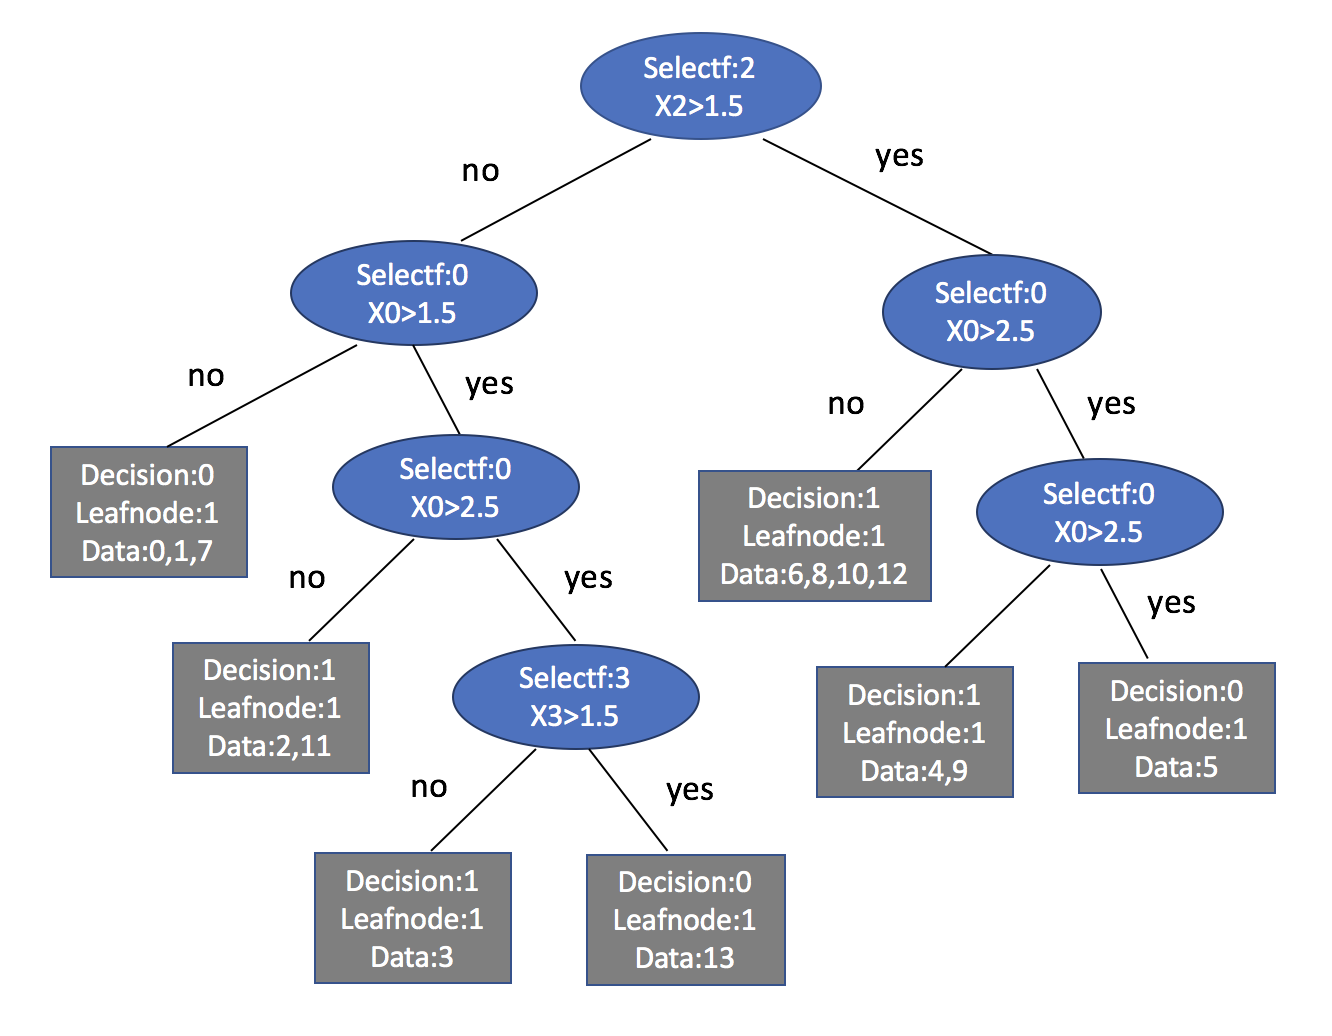 Selectf:2
X2>1.5
no
yes
Selectf:0
X0>1.5
Selectf:0
X0>2.5
no
yes
no
yes
Decision:0
Leafnode:1
Data:0,1,7
Selectf:0
X0>2.5
Decision:1
Leafnode:1
Data:6,8,10,12
Selectf:0
X0>2.5
no
yes
yes
Decision:1
Leafnode:1
Data:2,11
Selectf:3
X3>1.5
Decision:1
Leafnode:1
Data:4,9
Decision:0
Leafnode:1
Data:5
no
yes
Decision:1
Leafnode:1
Data:3
Decision:0
Leafnode:1
Data:13